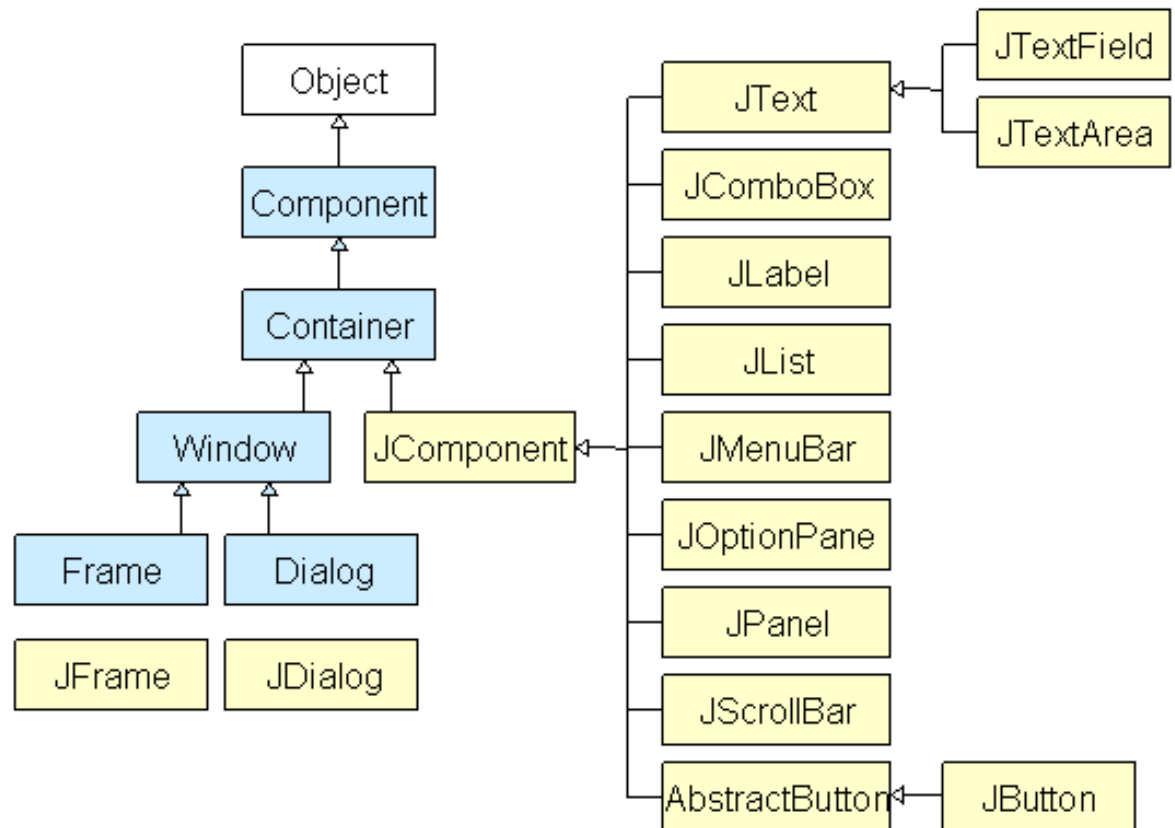 Object
Component
Container
Window
JComponent
Frame
Dialog
JFrame
JDialog
JText
JTextField
JTextArea
JComboBox
JLabel
JList
JMenuBar
JOptionPane
JPanel
JScrollBar
AbstractButton
JButton